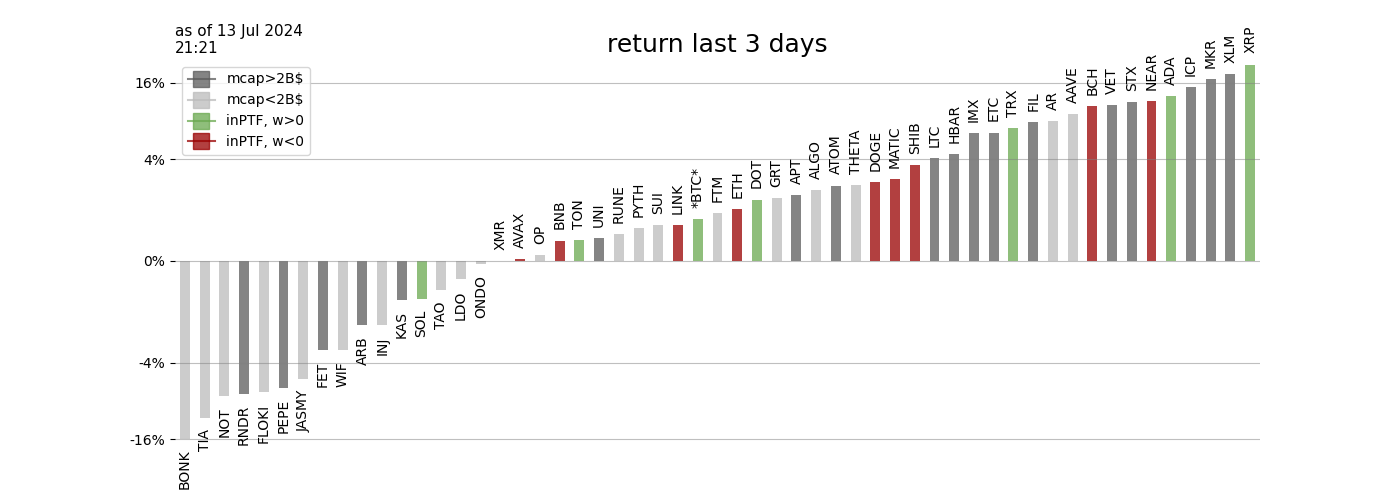 as of 13 Jul 2024
21:21
return last 3 days
mcap>2B$
mcap<2B$
inPTF, w>0
inPTF, w<0
16%
4%
0%
-4%
-16%
BONK
TIA
NOT
RNDR
FLOKI
PEPE
JASMY
FET
WIF
ARB
INJ
KAS
SOL
TAO
LDO
ONDO
XMR
AVAX
OP
BNB
TON
UNI
RUNE
PYTH
SUI
LINK
*BTC*
FTM
ETH
DOT
GRT
APT
ALGO
ATOM
THETA
DOGE
MATIC
SHIB
LTC
HBAR
IMX
ETC
TRX
FIL
AR
AAVE
BCH
VET
STX
NEAR
ADA
ICP
MKR
XLM
XRP